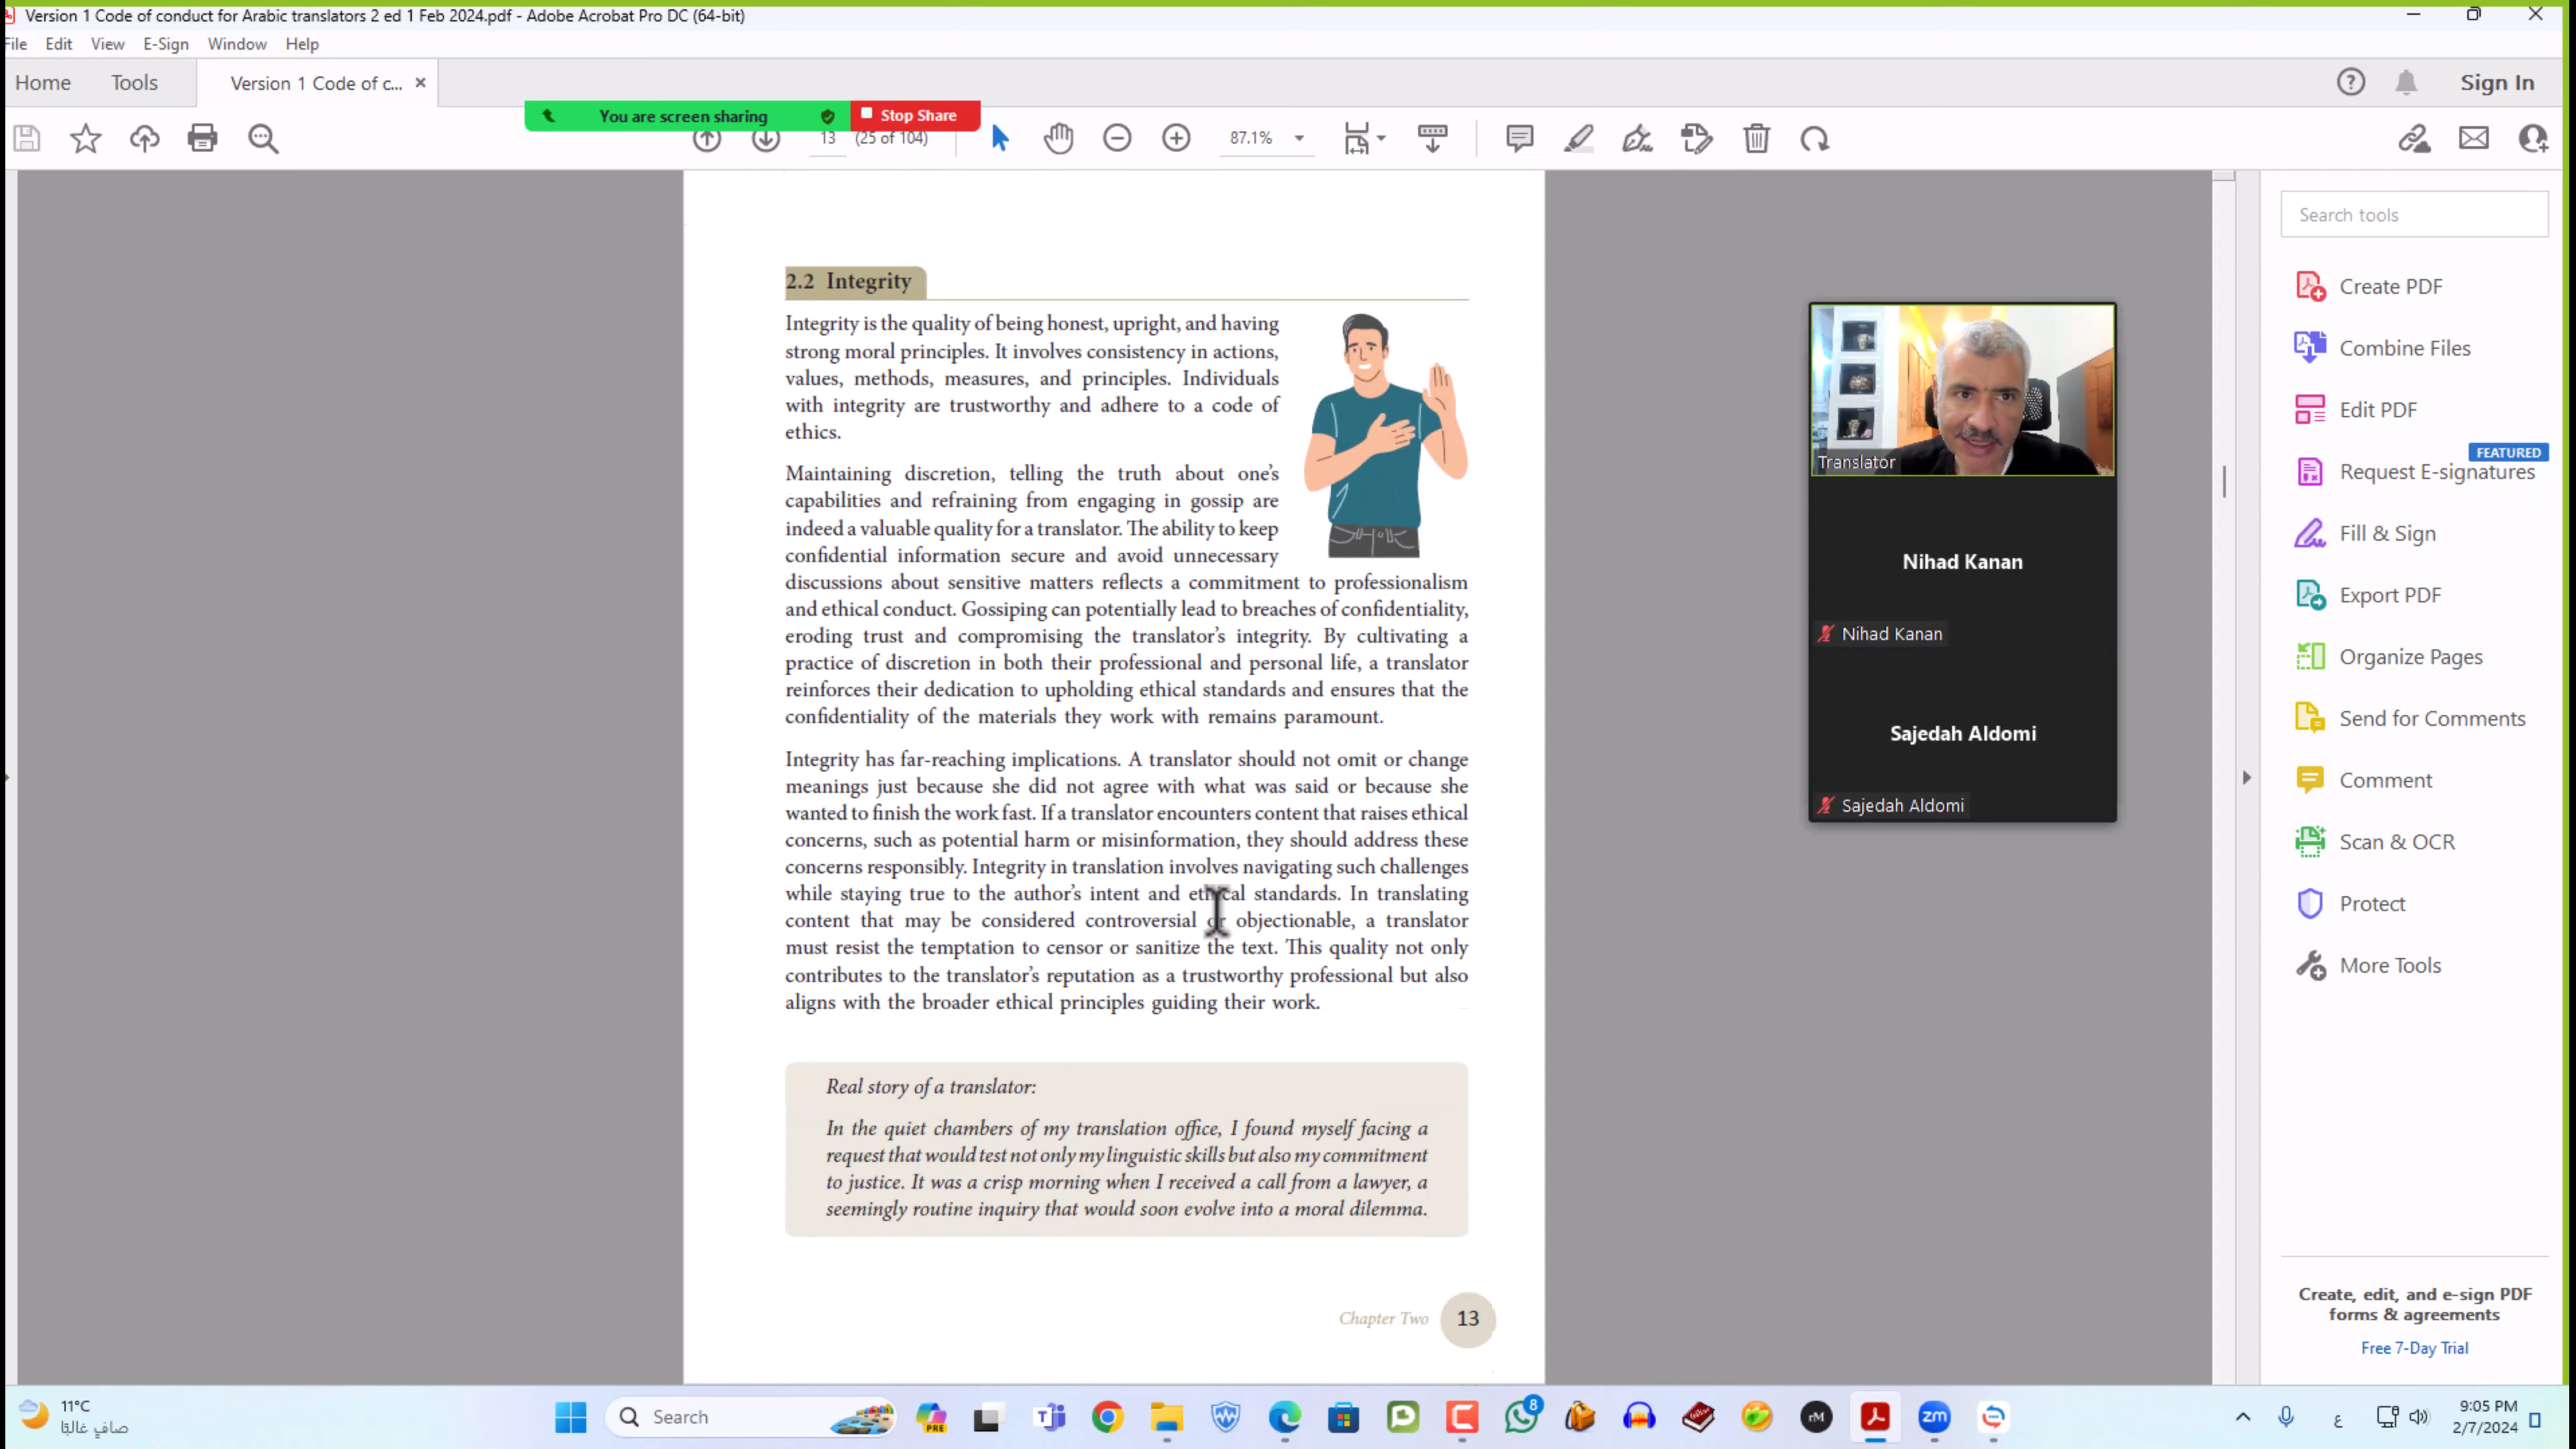 Version 1 Code of conduct for Arabic translators 2 ed 1 Feb 2024.pdf - Adobe Acrobat Pro DC (64-bit)
File Edit View E-Sign Window Help
Home Tools Version 1 Code of c...
Sign In
You are screen sharing Stop Share
13 (25 of 104) 87.1%
2.2 Integrity
Integrity is the quality of being honest, upright, and having
strong moral principles. It involves consistency in actions,
values, methods, measures, and principles. Individuals
with integrity are trustworthy and adhere to a code of
ethics.
Maintaining discretion, telling the truth about one's
capabilities and refraining from engaging in gossip are
indeed a valuable quality for a translator. The ability to keep
confidential information secure and avoid unnecessary
discussions about sensitive matters reflects a commitment to professionalism
and ethical conduct. Gossiping can potentially lead to breaches of confidentiality,
eroding trust and compromising the translator's integrity. By cultivating a
practice of discretion in both their professional and personal life, a translator
reinforces their dedication to upholding ethical standards and ensures that the
confidentiality of the materials they work with remains paramount.
Integrity has far-reaching implications. A translator should not omit or change
meanings just because she did not agree with what was said or because she
wanted to finish the work fast. If a translator encounters content that raises ethical
concerns, such as potential harm or misinformation, they should address these
concerns responsibly. Integrity in translation involves navigating such challenges
while staying true to the author's intent and ethical standards. In translating
content that may be considered controversial or objectionable, a translator
must resist the temptation to censor or sanitize the text. This quality not only
contributes to the translator's reputation as a trustworthy professional but also
aligns with the broader ethical principles guiding their work.
Real story of a translator:
In the quiet chambers of my translation office, I found myself facing a
request that would test not only my linguistic skills but also my commitment
to justice. It was a crisp morning when I received a call from a lawyer, a
seemingly routine inquiry that would soon evolve into a moral dilemma.
Chapter Two 13
Translator
Nihad Kanan
Nihad Kanan
Sajedah Aldomi
Sajedah Aldomi
Search tools
Create PDF
Combine Files
Edit PDF
FEATURED
Request E-signatures
Fill & Sign
Export PDF
Organize Pages
Send for Comments
Comment
Scan & OCR
Protect
More Tools
Create, edit, and e-sign PDF
forms & agreements
Free 7-Day Trial
11°C
صافٍ غالبًا
Search
PRE
8
rM
zm
ع
9:05 PM
2/7/2024